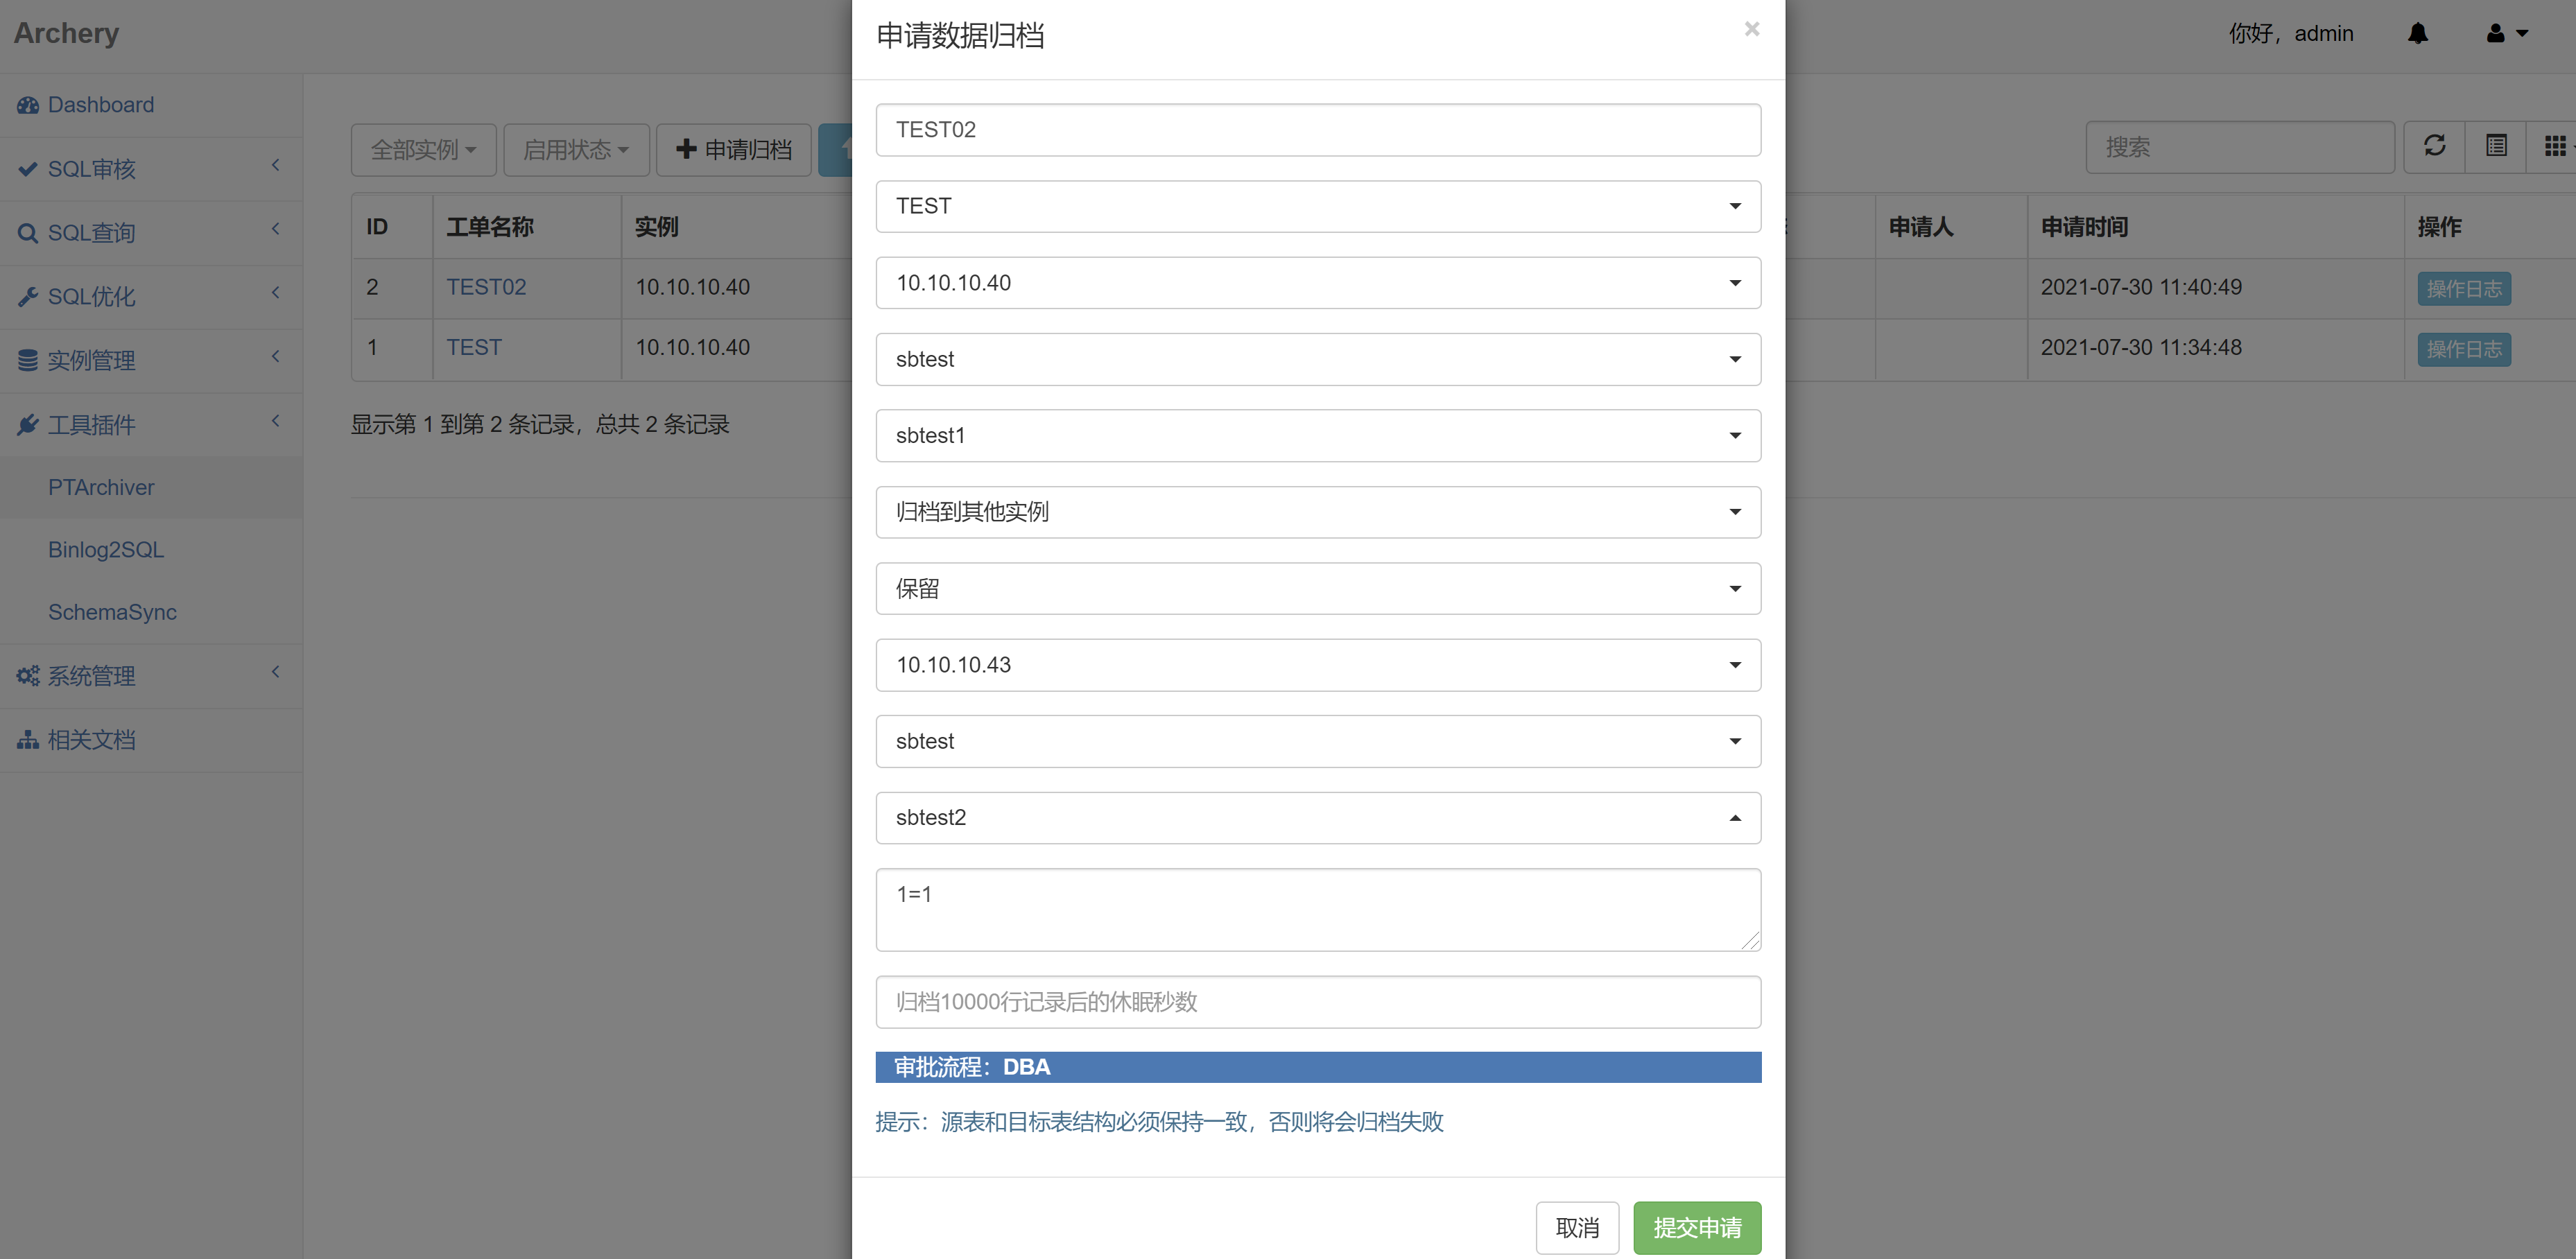 Archery
你好，admin
Dashboard
SQL审核
SQL查询
SQL优化
实例管理
工具插件
PTArchiver
Binlog2SQL
SchemaSync
系统管理
相关文档
全部实例
启用状态
申请归档
搜索
ID 工单名称 实例 申请人 申请时间 操作
2 TEST02 10.10.10.40 2021-07-30 11:40:49 操作日志
1 TEST 10.10.10.40 2021-07-30 11:34:48 操作日志
显示第 1 到第 2 条记录，总共 2 条记录
申请数据归档
×
TEST02
TEST
10.10.10.40
sbtest
sbtest1
归档到其他实例
保留
10.10.10.43
sbtest
sbtest2
1=1
归档10000行记录后的休眠秒数
审批流程：DBA
提示：源表和目标表结构必须保持一致，否则将会归档失败
取消
提交申请